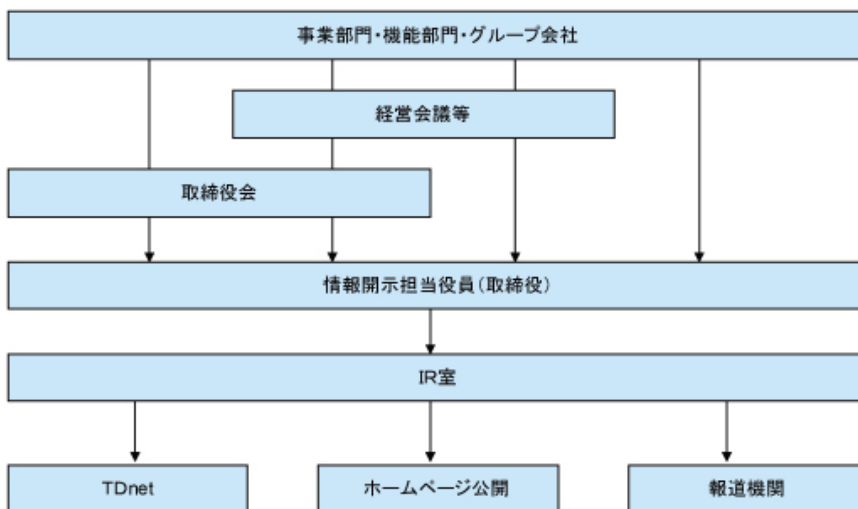 事業部門・機能部門・グループ会社
経営会議等
取締役会
情報開示担当役員(取締役)
IR室
TDnet
ホームページ公開
報道機関